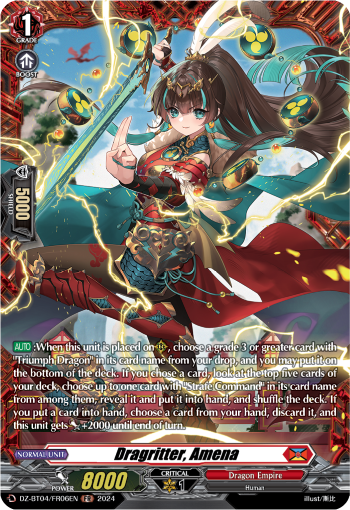 1
GRADE
BOOST
5000
SHIELD
AUTO :When this unit is placed on , choose a grade 3 or greater card with
"Triumph Dragon" in its card name from your drop, and you may put it on
the bottom of the deck. If you chose a card, look at the top five cards of
your deck, choose up to one card with "Strafe Command" in its card name
from among them, reveal it and put it into hand, and shuffle the deck. If
you put a card into hand, choose a card from your hand, discard it, and
this unit gets +2000 until end of turn.
NORMAL UNIT
Dragritter, Amena
POWER 8000
CRITICAL
1
Dragon Empire
Human
DZ-BT04/FR06EN FR 2024
illust/獬比